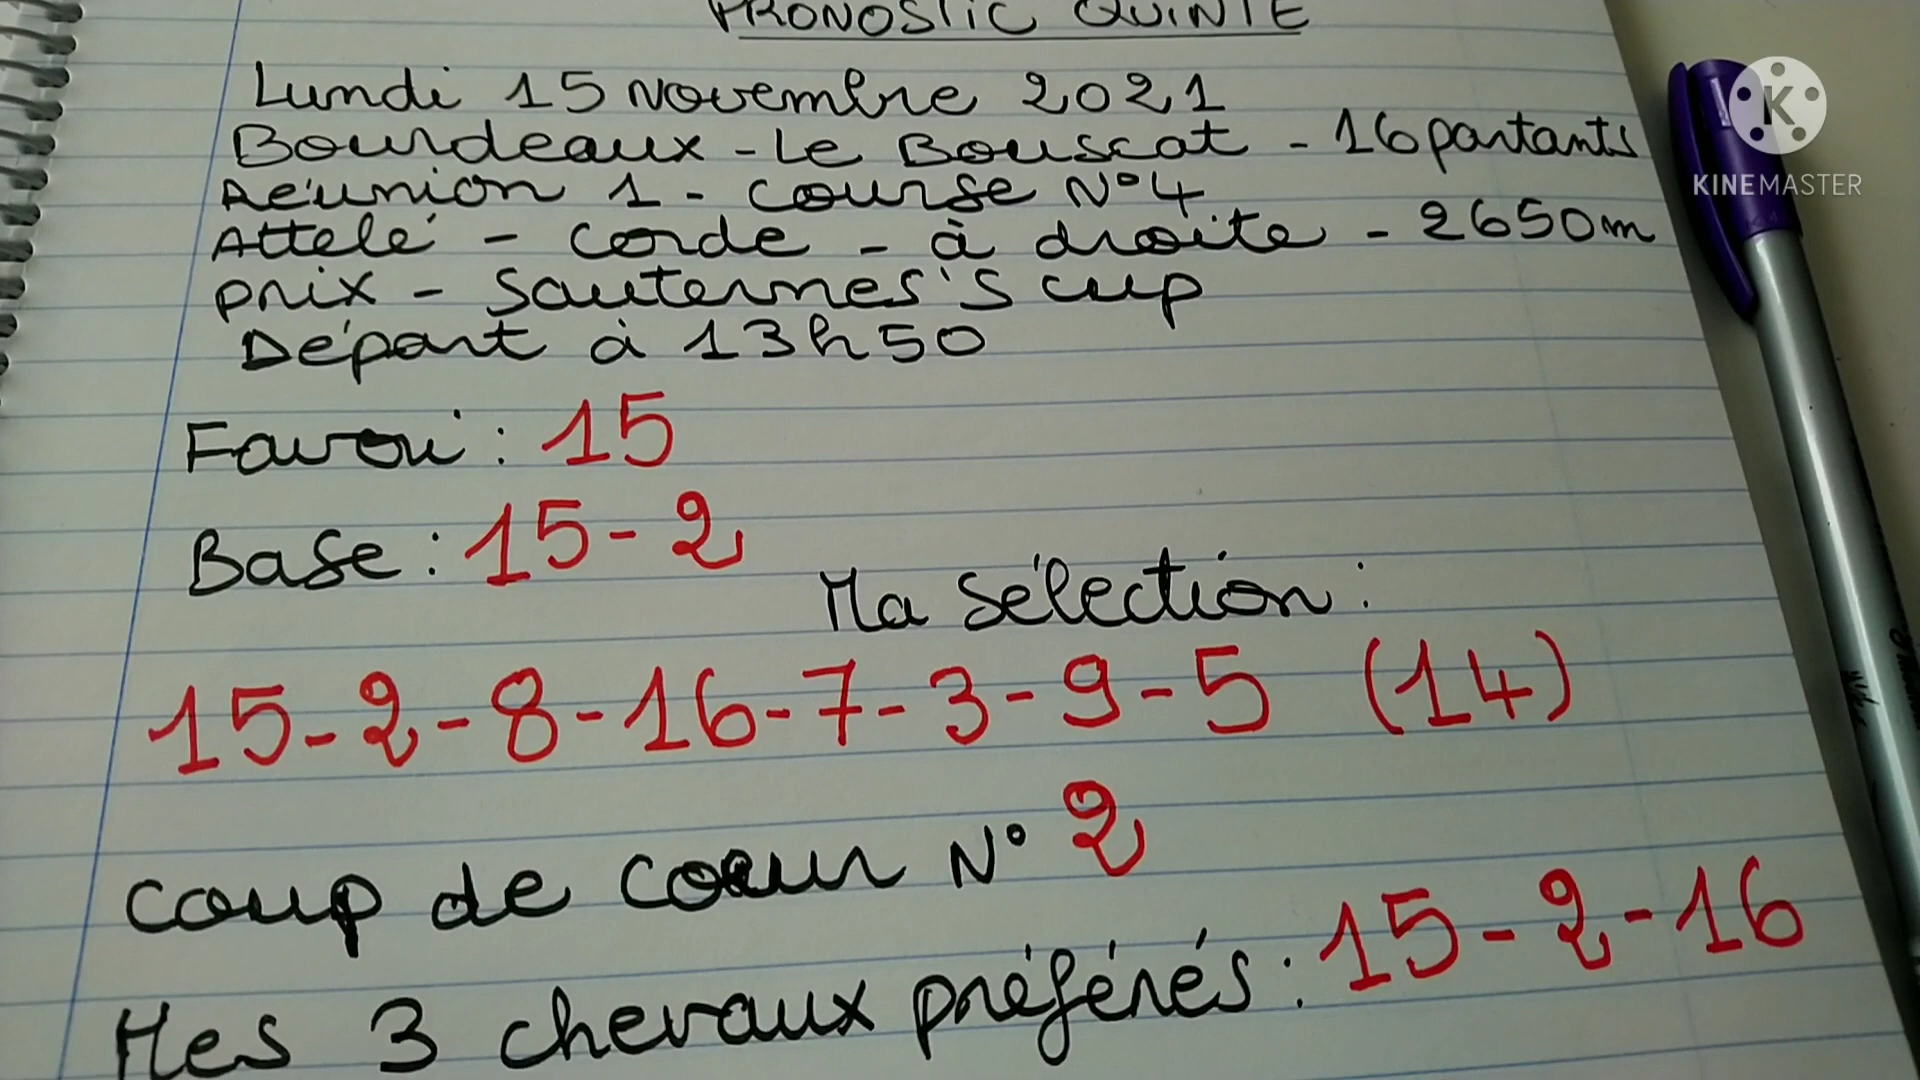 PRONOSTIC QUINTE
Lundi 15 Novembre 2021
Bourdeaux - Le Bouscat - 16 partants
Réunion 1 - course N°4
Attelé - corde - à droite - 2650m
prix - Sauternes's cup
Départ à 13h50
Favori : 15
Base : 15 - 2
Ma sélection :
15 - 2 - 8 - 16 - 7 - 3 - 9 - 5 (14)
coup de coeur N° 2
Mes 3 chevaux préférés : 15 - 2 - 16
K
KINEMASTER